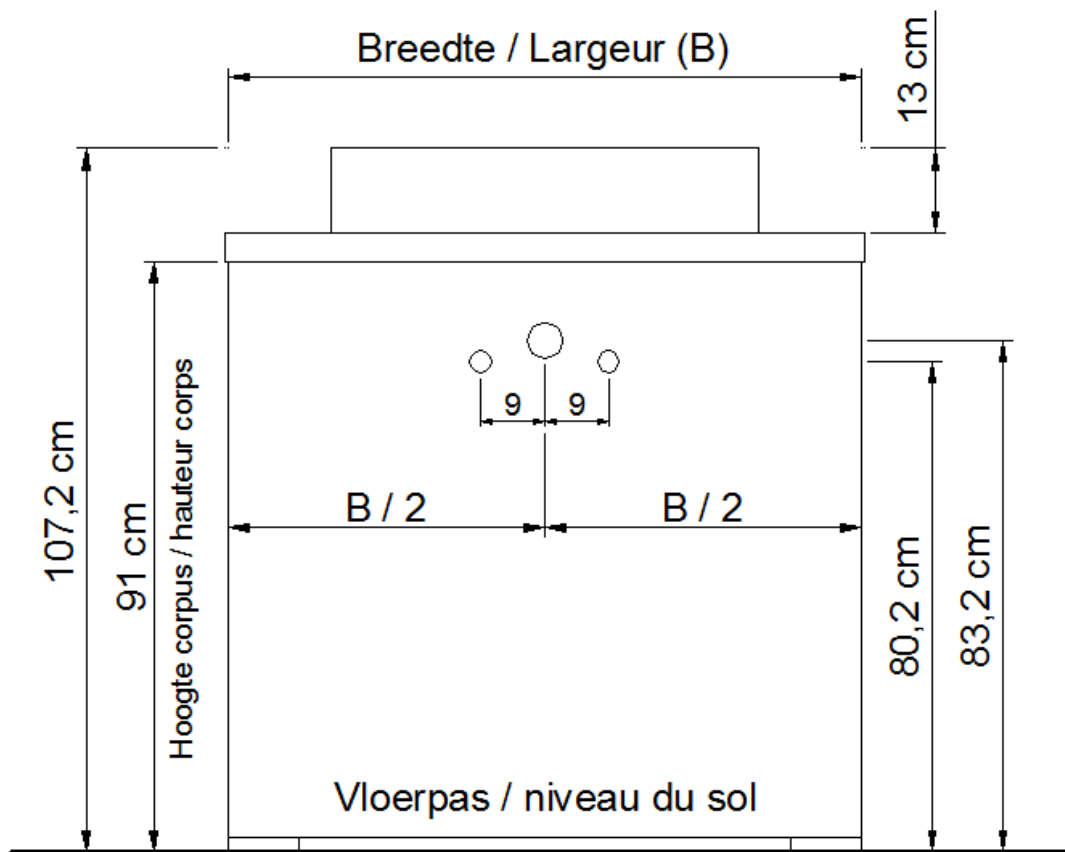 Breedte / Largeur (B)
13 cm
107,2 cm
91 cm
Hoogte corpus / hauteur corps
9
9
B / 2
B / 2
80,2 cm
83,2 cm
Vloerpas / niveau du sol